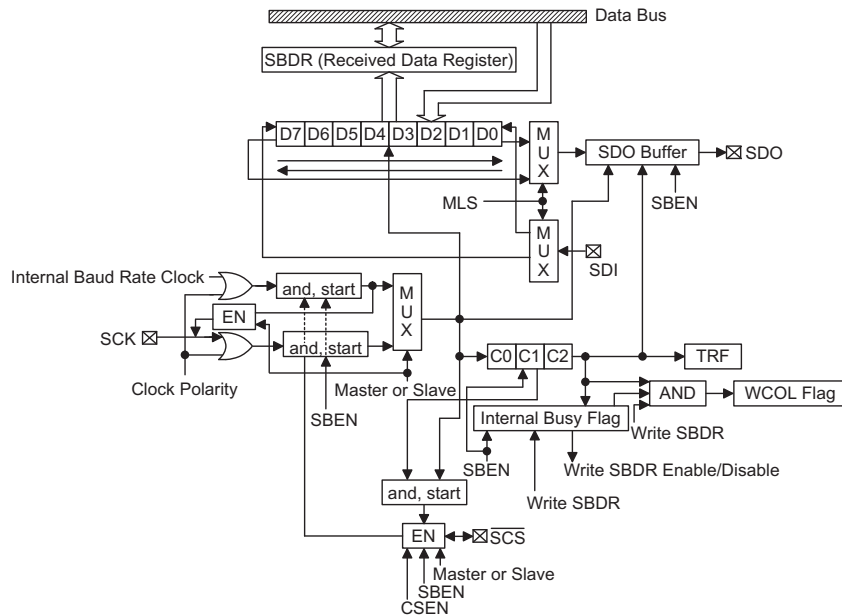 Data Bus
SBDR (Received Data Register)
D7 D6 D5 D4 D3 D2 D1 D0
MUX
SDO Buffer
SDO
MLS
SBEN
MUX
SDI
Internal Baud Rate Clock
and, start
MUX
EN
SCK
and, start
Clock Polarity
SBEN
Master or Slave
C0 C1 C2
TRF
AND
WCOL Flag
Internal Busy Flag
Write SBDR
SBEN
Write SBDR Enable/Disable
Write SBDR
and, start
EN
SCS
Master or Slave
SBEN
CSEN